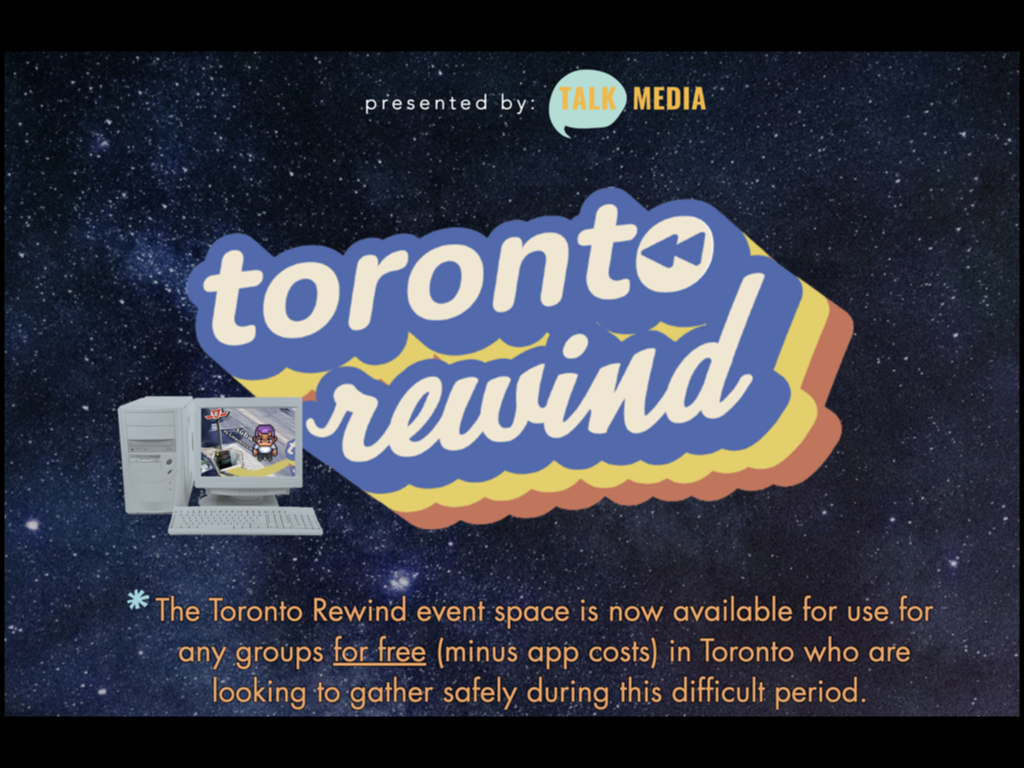 presented by: TALK MEDIA
toronto
rewind
* The Toronto Rewind event space is now available for use for
any groups for free (minus app costs) in Toronto who are
looking to gather safely during this difficult period.